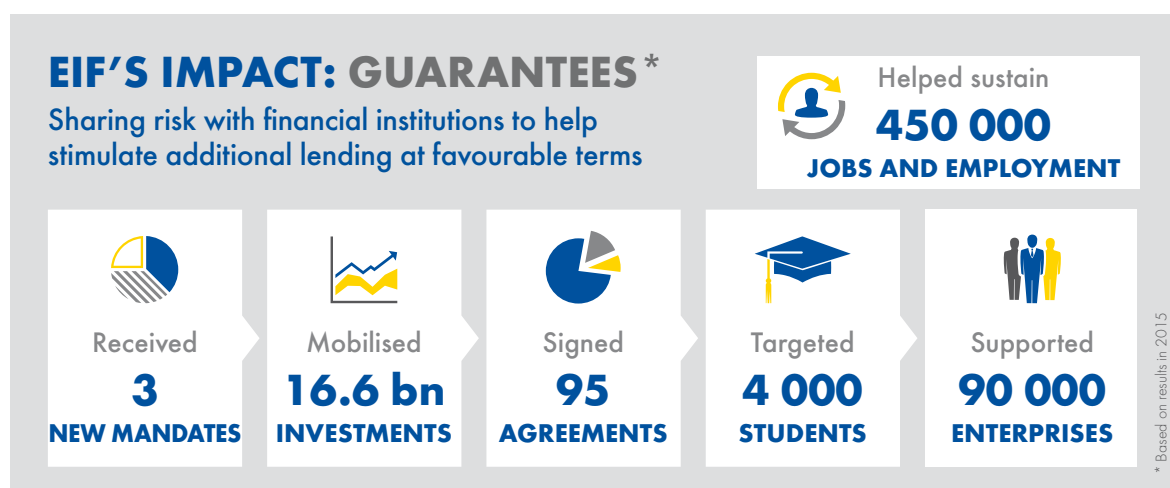 EIF’S IMPACT: GUARANTEES*
Sharing risk with financial institutions to help
stimulate additional lending at favourable terms
Helped sustain
450 000
JOBS AND EMPLOYMENT
Received
3
NEW MANDATES
Mobilised
16.6 bn
INVESTMENTS
Signed
95
AGREEMENTS
Targeted
4 000
STUDENTS
Supported
90 000
ENTERPRISES
* Based on results in 2015